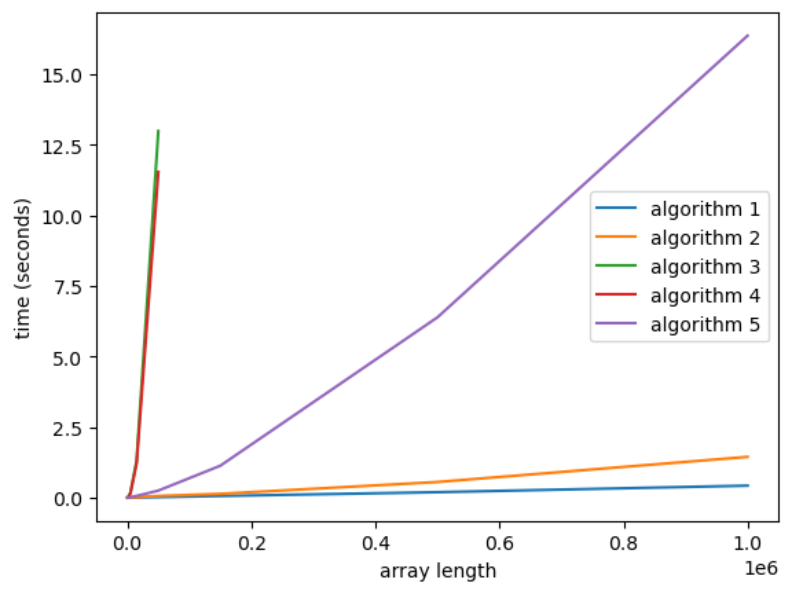 15.0
12.5
10.0
7.5
5.0
2.5
0.0
time (seconds)
algorithm 1
algorithm 2
algorithm 3
algorithm 4
algorithm 5
0.0 0.2 0.4 0.6 0.8 1.0
1e6
array length